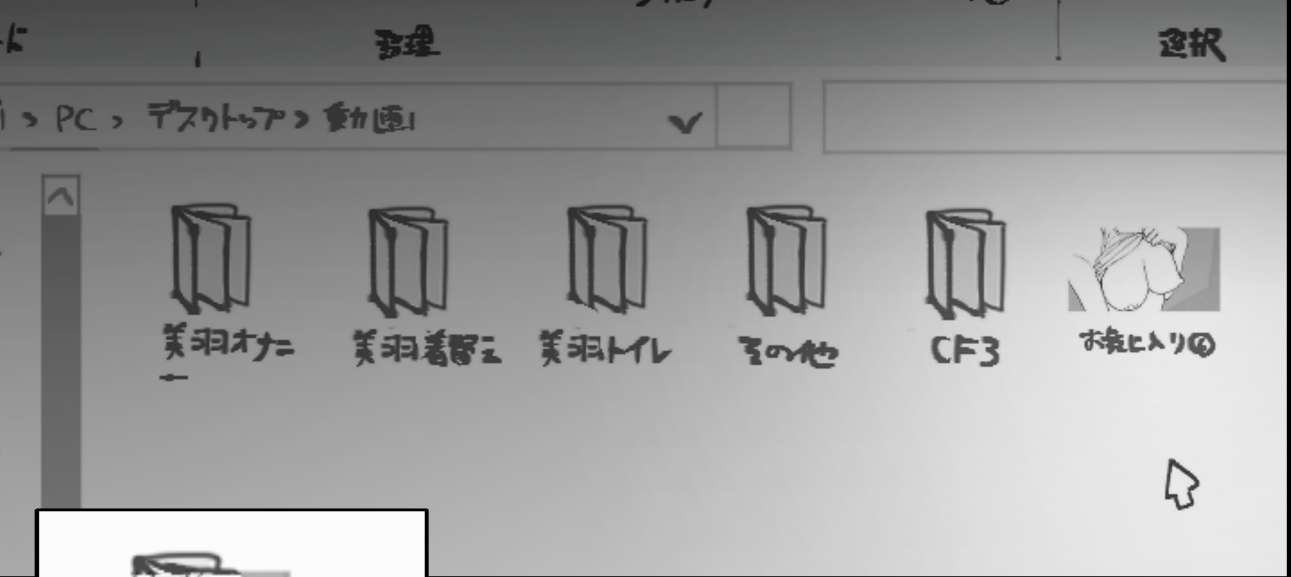 整理
選択
PC > デスクトップ > 動画1
美羽オナニ
ー
美羽着替え
美羽トイレ
その他
CF3
お気に入り⑥